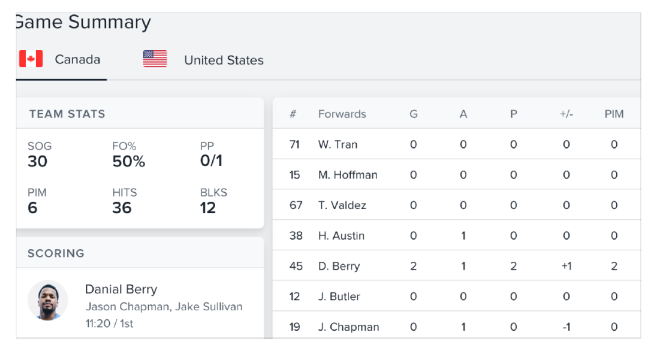 Game Summary
Canada
United States
TEAM STATS
SOG FO% PP
30 50% 0/1
PIM HITS BLKS
6 36 12
SCORING
Danial Berry
Jason Chapman, Jake Sullivan
11:20 / 1st
# Forwards G A P +/- PIM
71 W. Tran 0 0 0 0 0
15 M. Hoffman 0 0 0 0 0
67 T. Valdez 0 0 0 0 0
38 H. Austin 0 1 0 0 0
45 D. Berry 2 1 2 +1 2
12 J. Butler 0 0 0 0 0
19 J. Chapman 0 1 0 -1 0